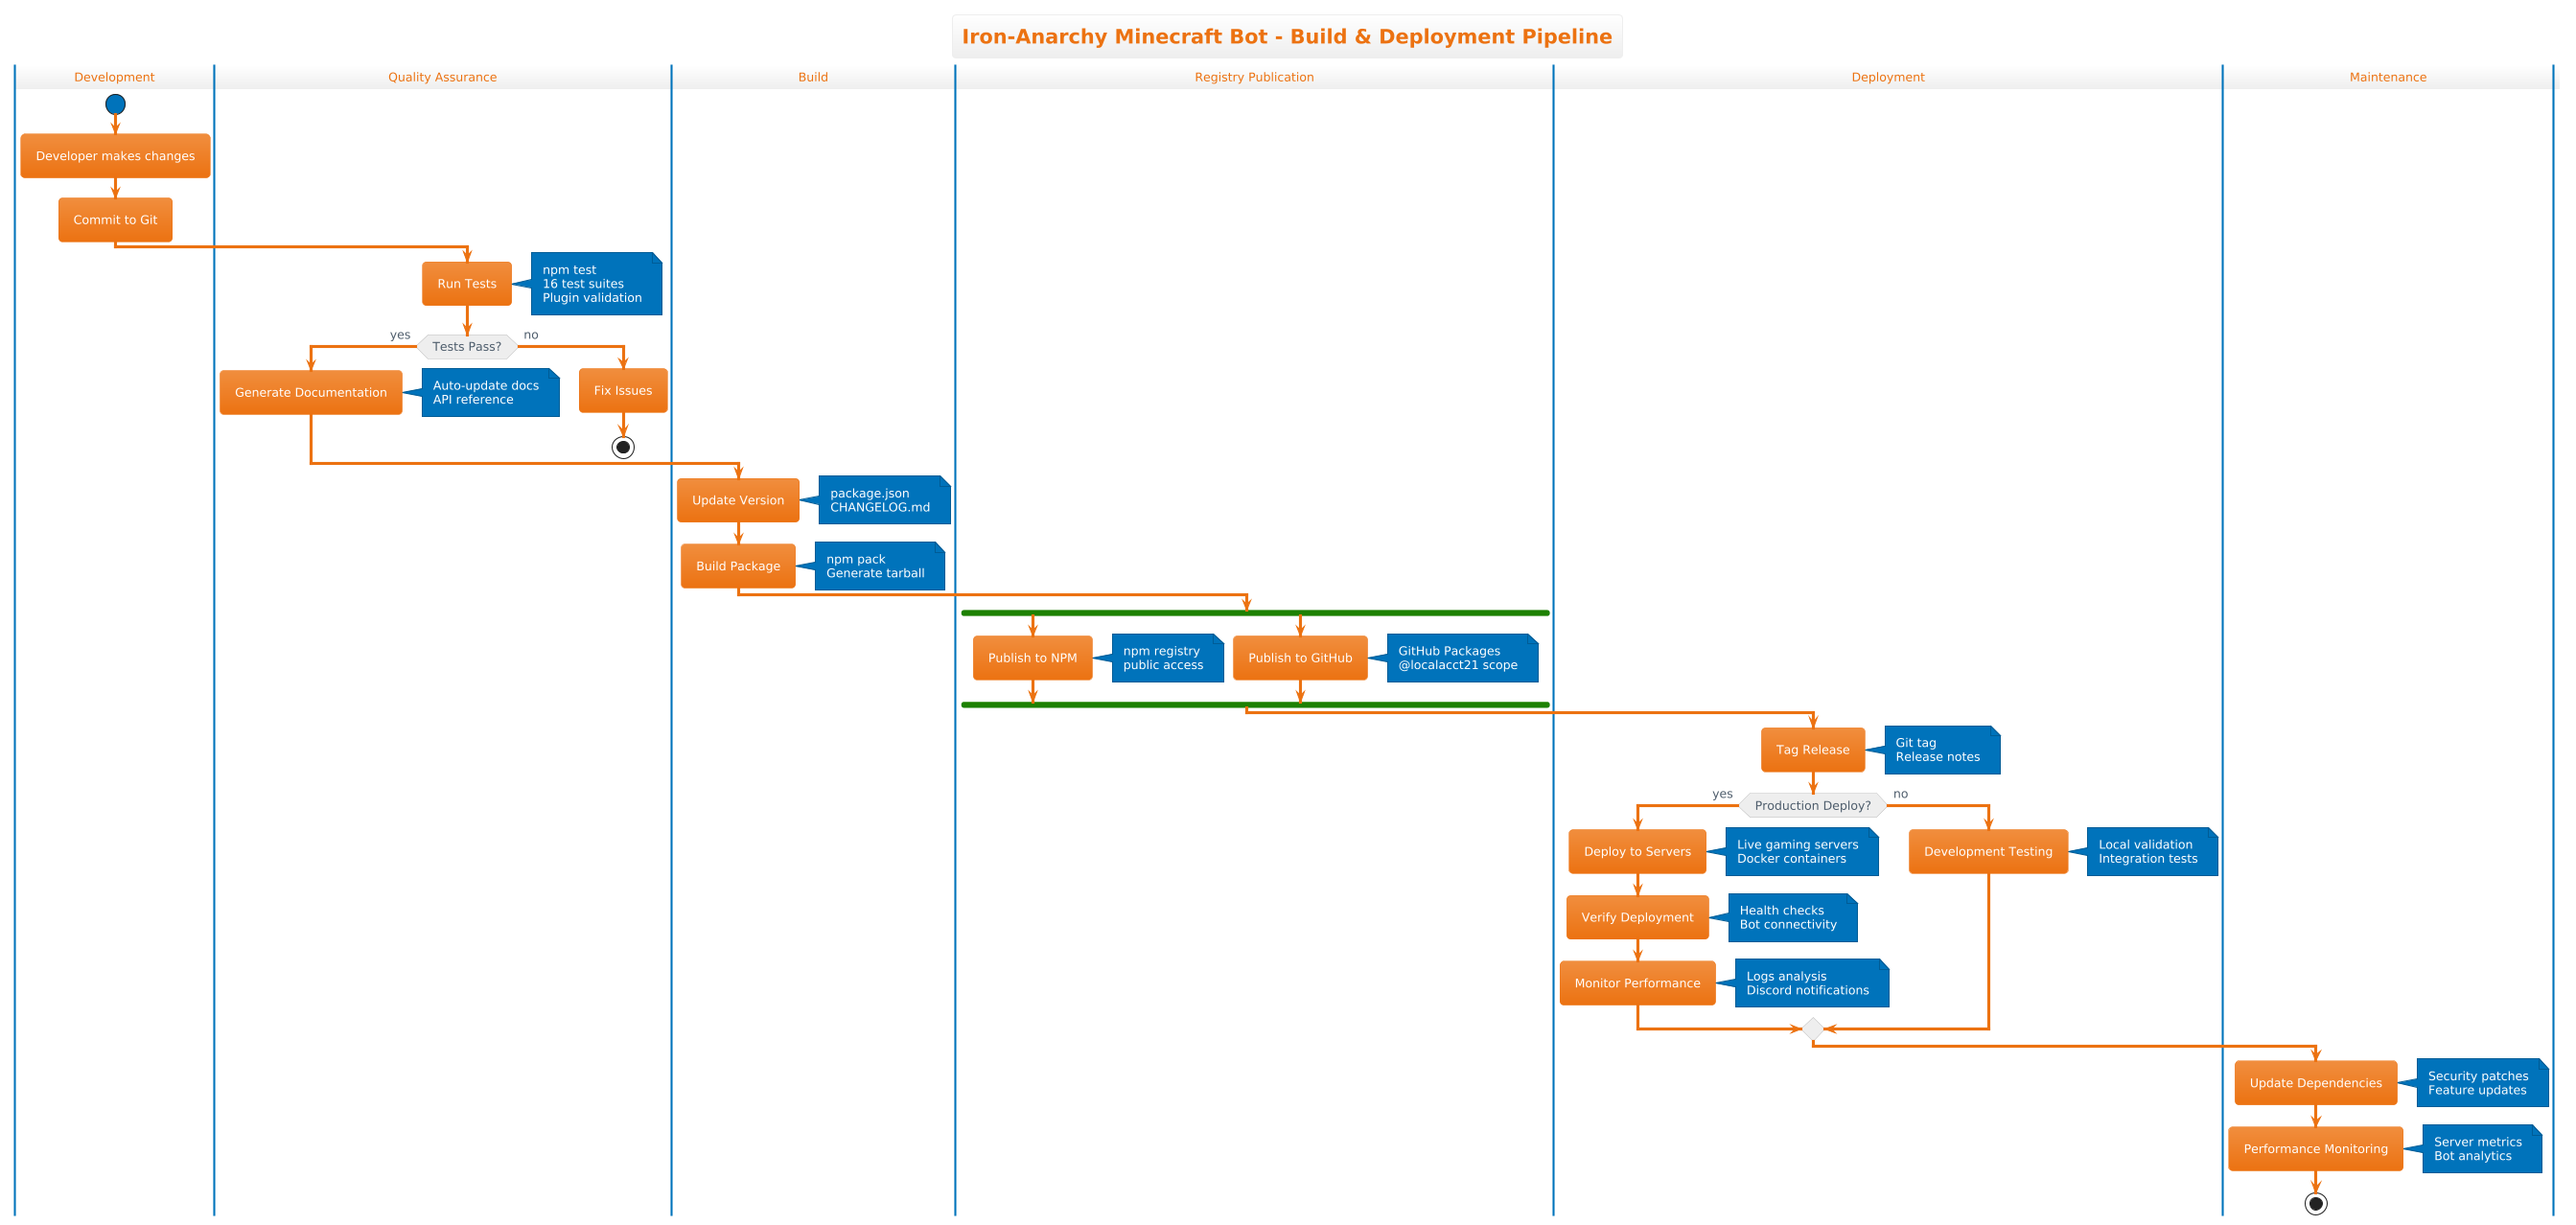 Iron-Anarchy Minecraft Bot - Build & Deployment Pipeline
Development
Quality Assurance
Build
Registry Publication
Deployment
Maintenance
Developer makes changes
Commit to Git
Run Tests
npm test
16 test suites
Plugin validation
yes
Tests Pass?
no
Generate Documentation
Auto-update docs
API reference
Fix Issues
Update Version
package.json
CHANGELOG.md
Build Package
npm pack
Generate tarball
Publish to NPM
npm registry
public access
Publish to GitHub
GitHub Packages
@localacct21 scope
Tag Release
Git tag
Release notes
yes
Production Deploy?
no
Deploy to Servers
Live gaming servers
Docker containers
Development Testing
Local validation
Integration tests
Verify Deployment
Health checks
Bot connectivity
Monitor Performance
Logs analysis
Discord notifications
Update Dependencies
Security patches
Feature updates
Performance Monitoring
Server metrics
Bot analytics